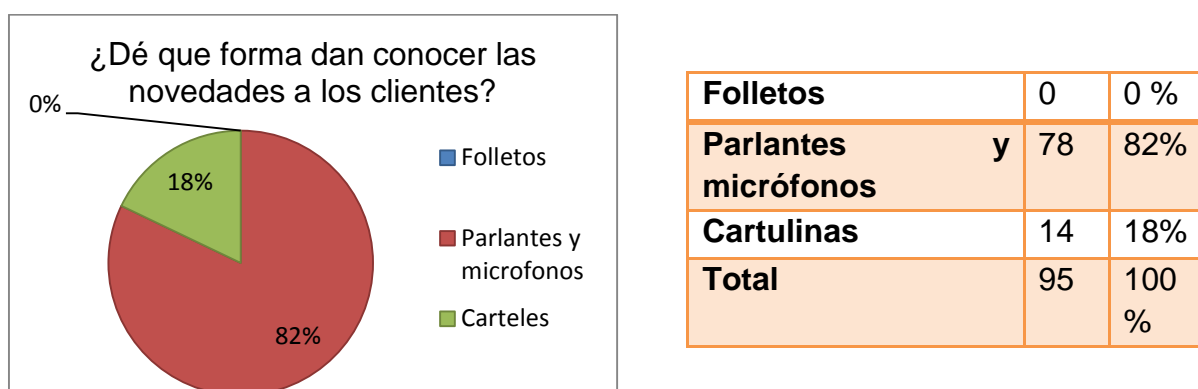 ¿Dé que forma dan conocer las
novedades a los clientes?
0%
18%
82%
Folletos
Parlantes y
microfonos
Carteles
Folletos 0 0 %
Parlantes y 78 82%
micrófonos
Cartulinas 14 18%
Total 95 100
%